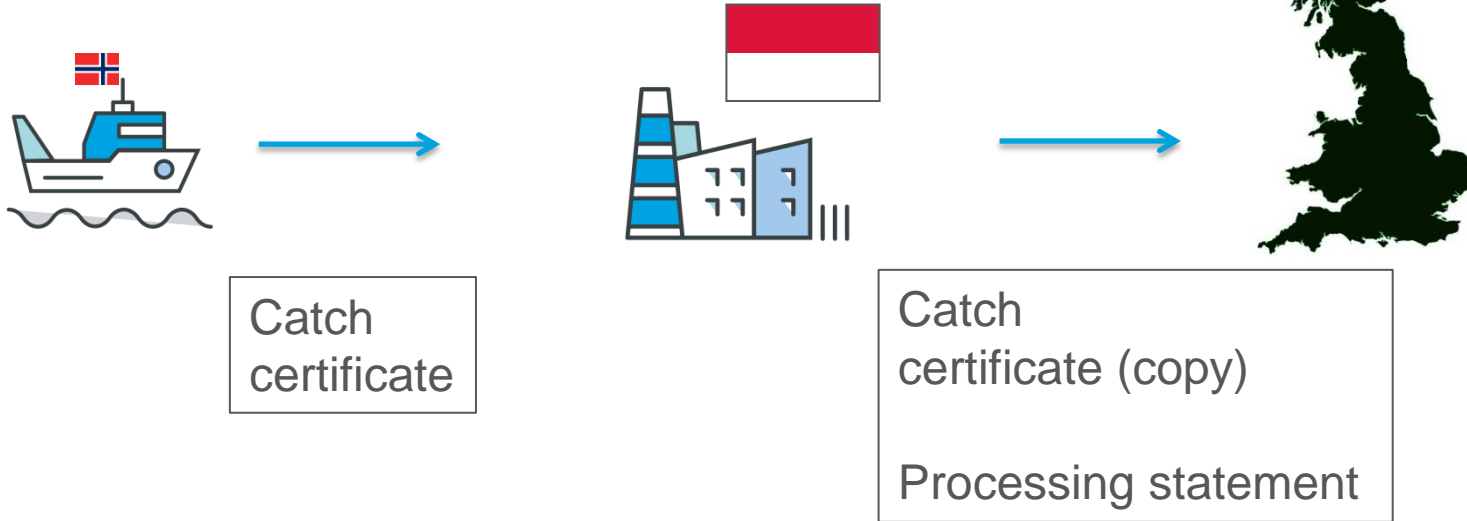 Catch
certificate
Catch
certificate (copy)
Processing statement